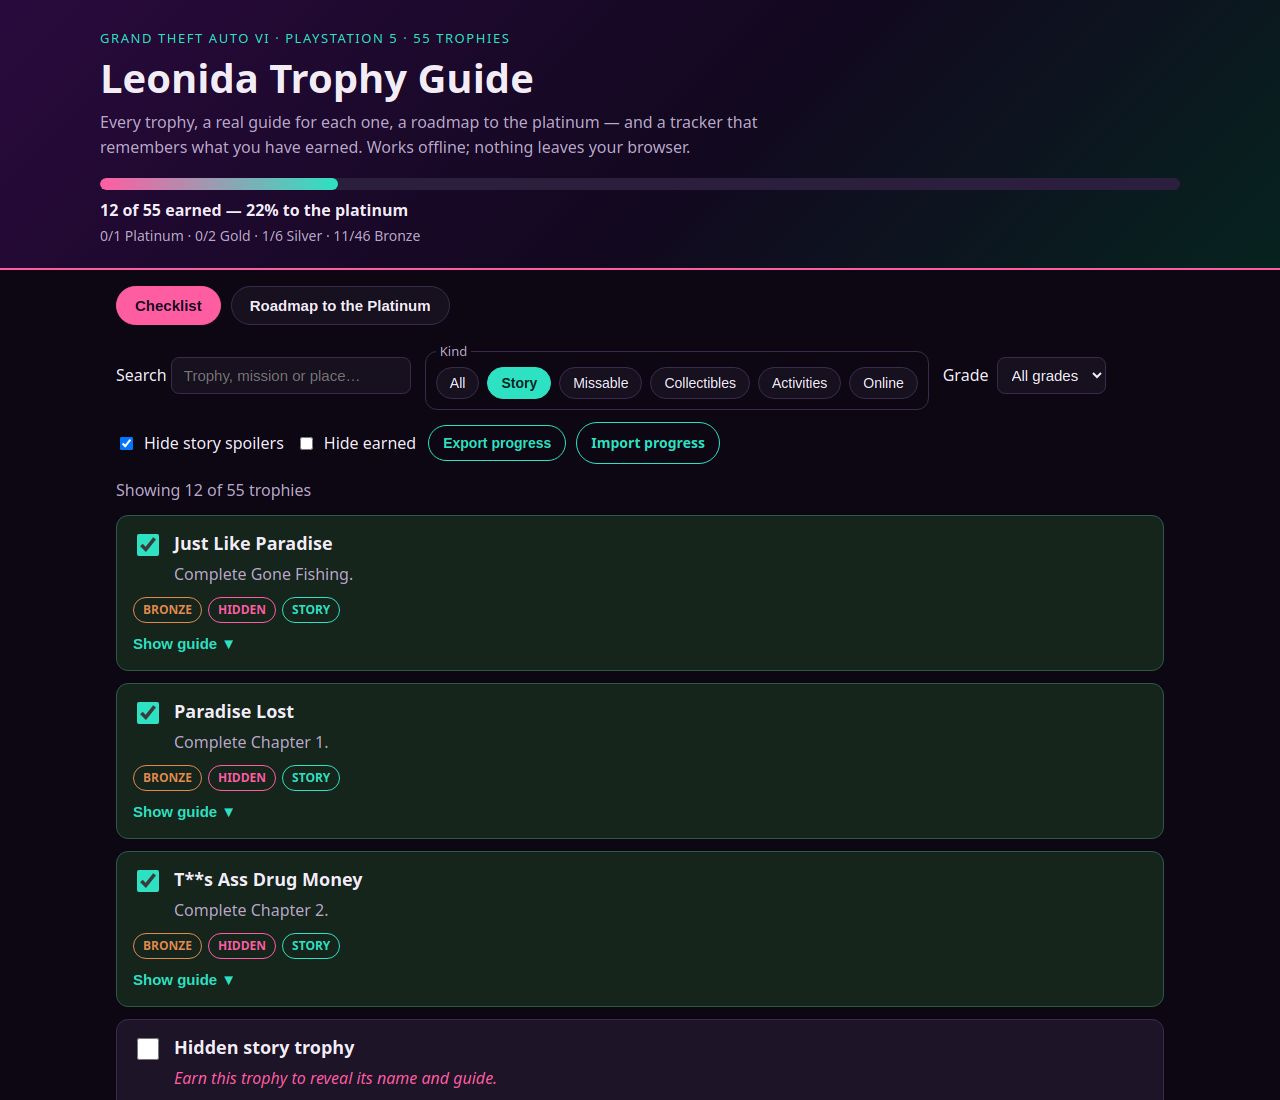 GRAND THEFT AUTO VI · PLAYSTATION 5 · 55 TROPHIES
Leonida Trophy Guide
Every trophy, a real guide for each one, a roadmap to the platinum — and a tracker that
remembers what you have earned. Works offline; nothing leaves your browser.
12 of 55 earned — 22% to the platinum
0/1 Platinum · 0/2 Gold · 1/6 Silver · 11/46 Bronze
Checklist Roadmap to the Platinum
Kind
Search Trophy, mission or place… All Story Missable Collectibles Activities Online Grade All grades
Hide story spoilers Hide earned Export progress Import progress
Showing 12 of 55 trophies
Just Like Paradise
Complete Gone Fishing.
BRONZE HIDDEN STORY
Show guide ▼
Paradise Lost
Complete Chapter 1.
BRONZE HIDDEN STORY
Show guide ▼
T**s Ass Drug Money
Complete Chapter 2.
BRONZE HIDDEN STORY
Show guide ▼
Hidden story trophy
Earn this trophy to reveal its name and guide.